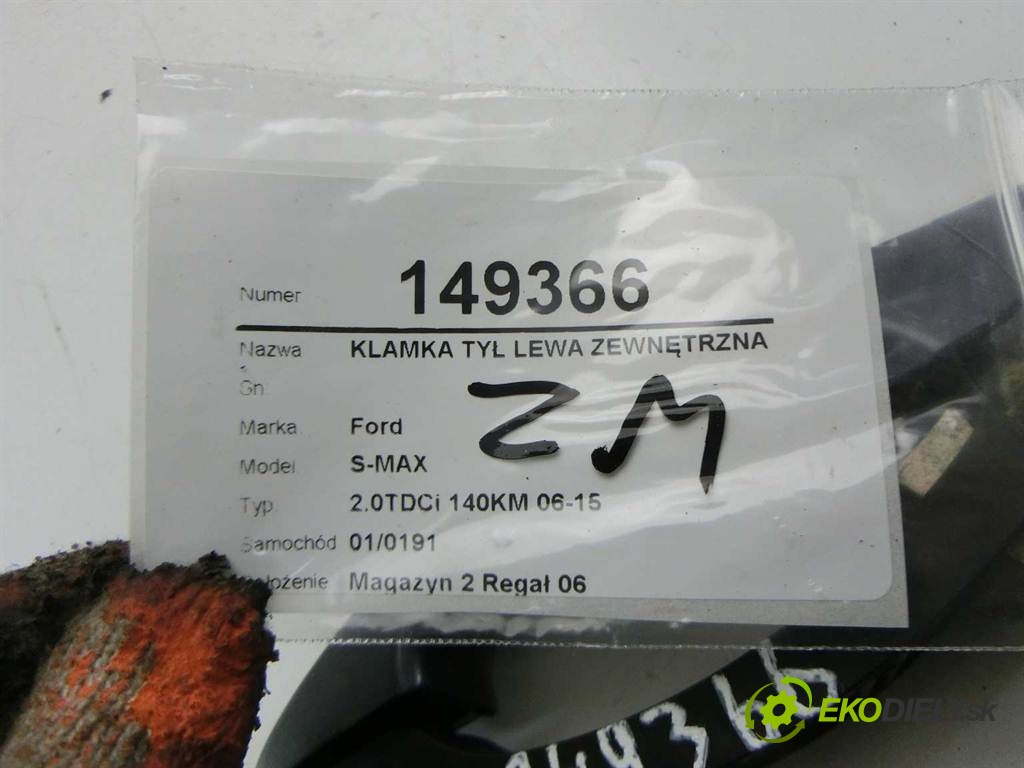 Numer 149366
Nazwa KLAMKA TYŁ LEWA ZEWNĘTRZNA
Gn
ZM
Marka Ford
Model S-MAX
Typ 2.0TDCi 140KM 06-15
Samochód 01/0191
Magazyn 2 Regał 06
EKODIELY.sk